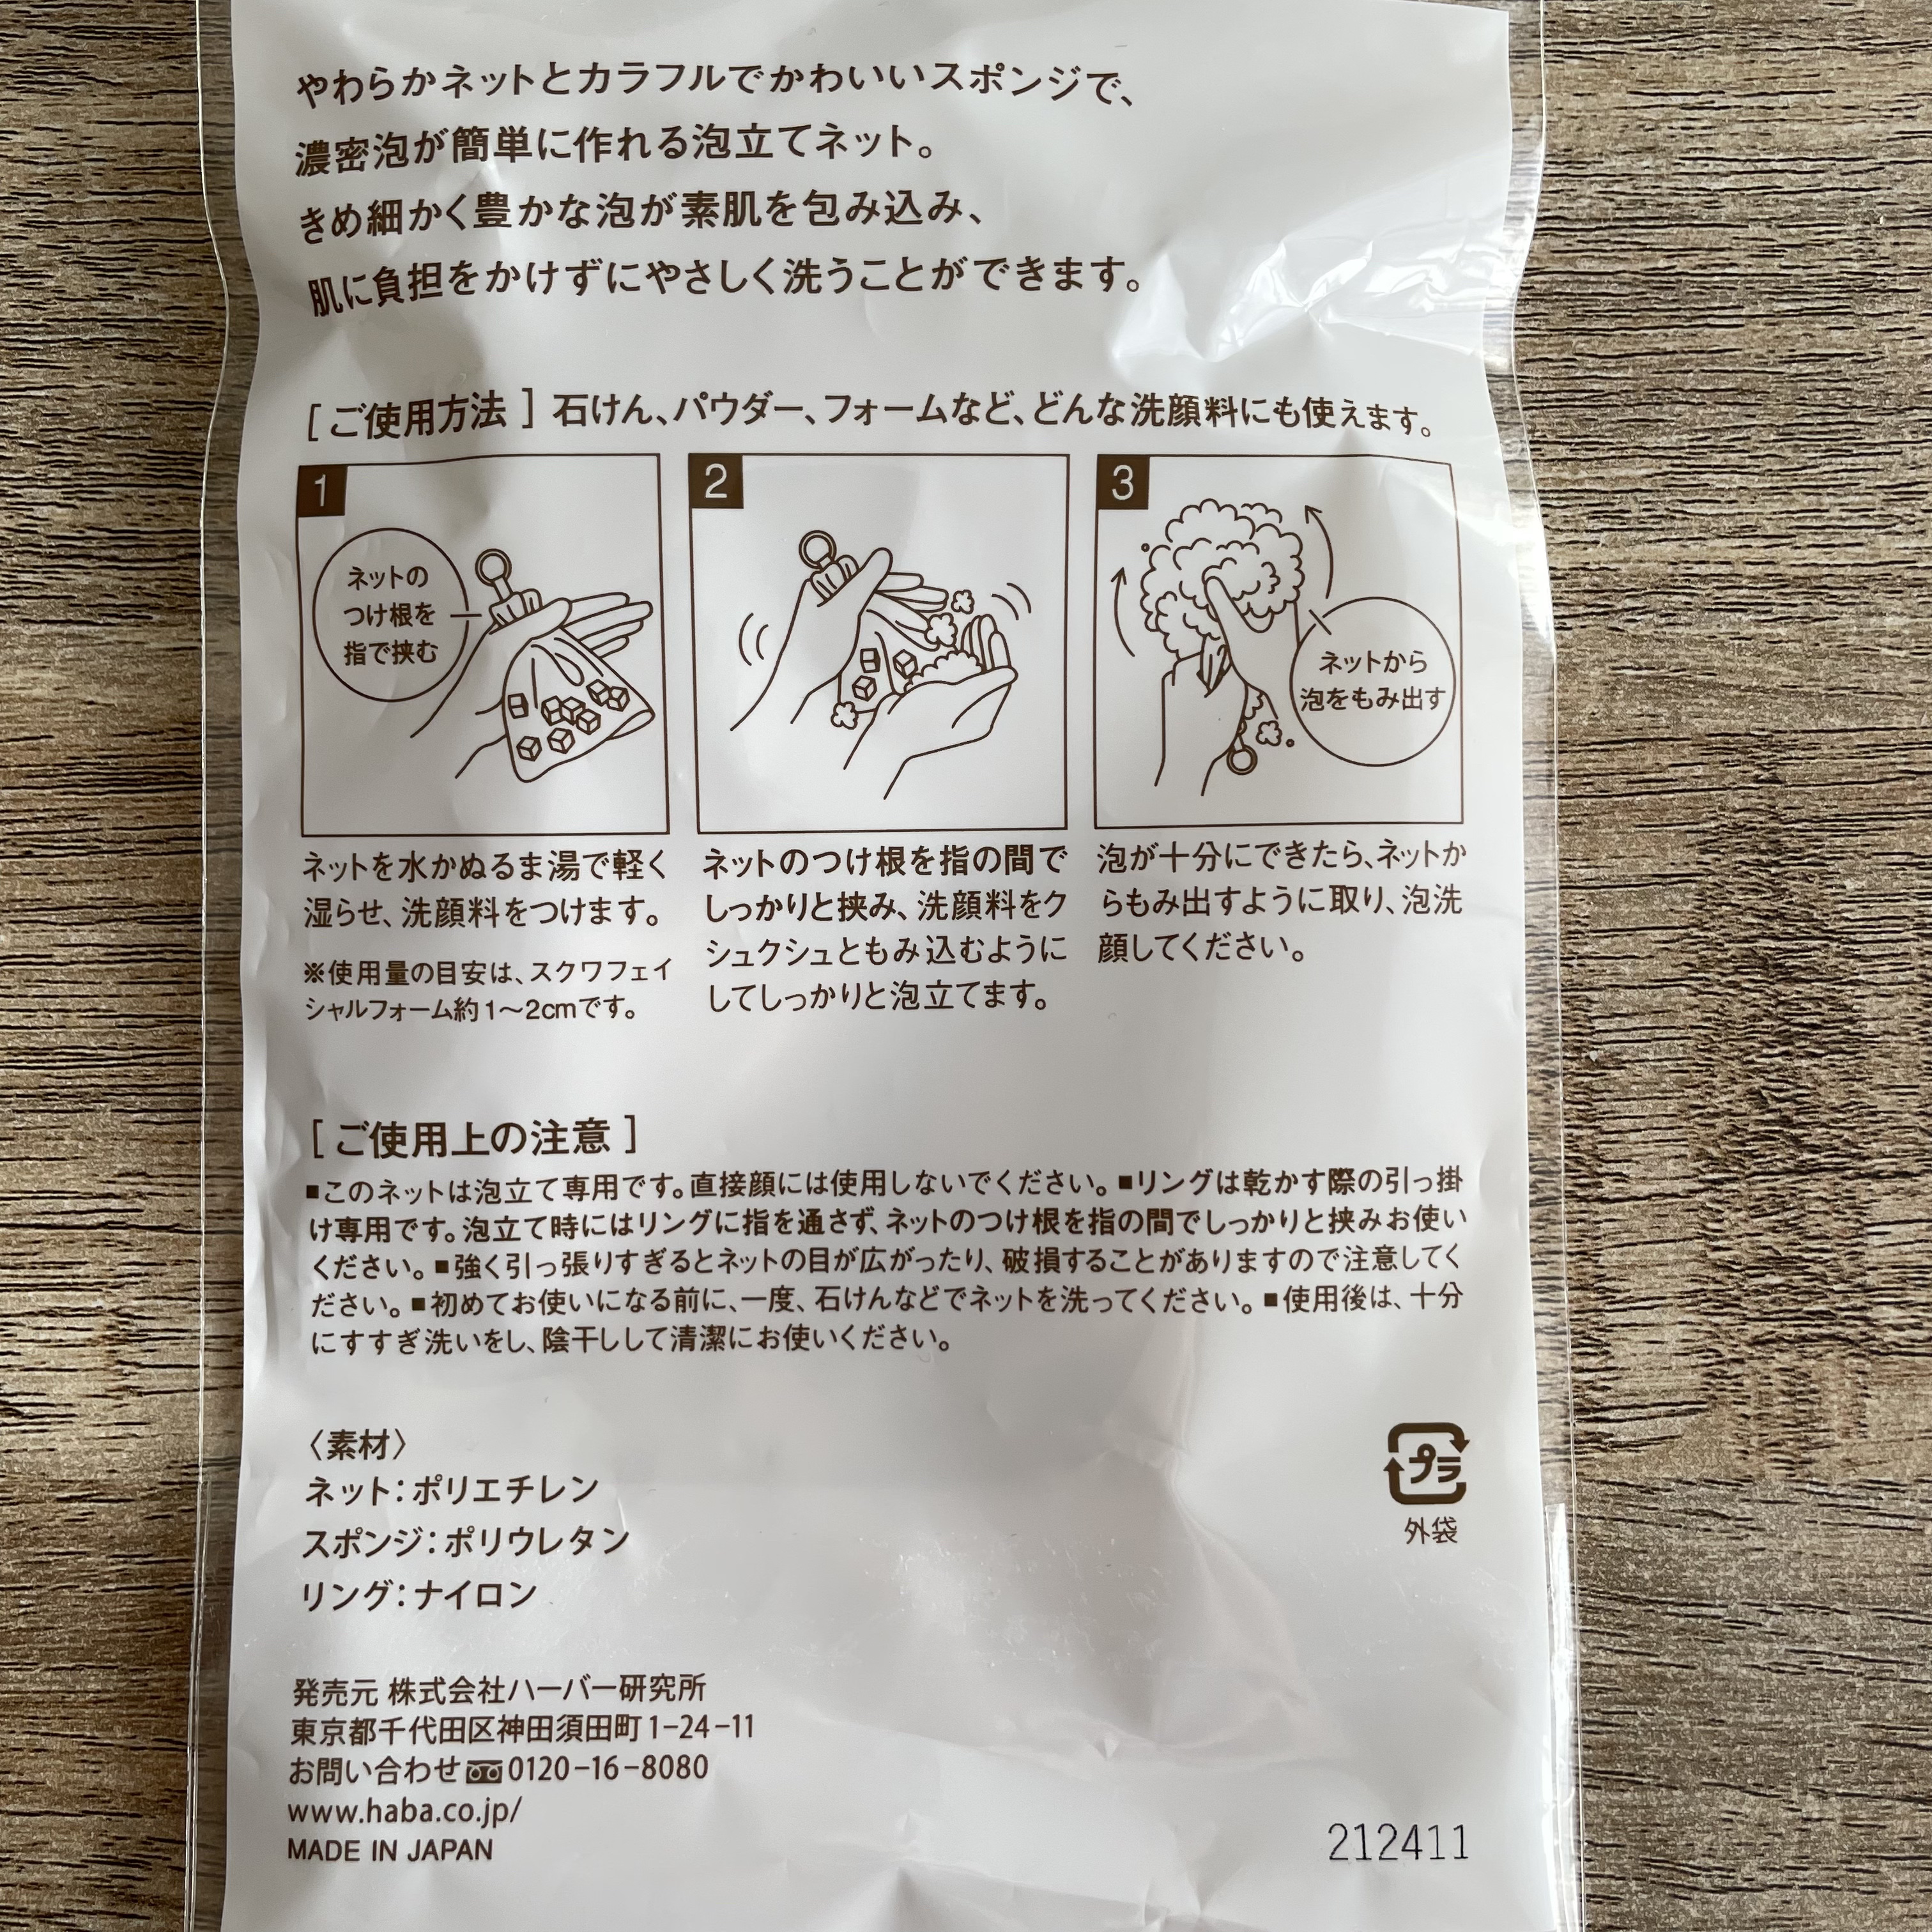 やわらかネットとカラフルでかわいいスポンジで、
濃密泡が簡単に作れる泡立てネット。
きめ細かく豊かな泡が素肌を包み込み、
肌に負担をかけずにやさしく洗うことができます。
[ご使用方法] 石けん、パウダー、フォームなど、どんな洗顔料にも使えます。
1
ネットの
つけ根を
指で挟む
ネットを水かぬるま湯で軽く
湿らせ、洗顔料をつけます。
※使用量の目安は、スクワフェイ
シャルフォーム約1〜2cmです。
2
ネットのつけ根を指の間で
しっかりと挟み、洗顔料をク
シュクシュともみ込むように
してしっかりと泡立てます。
3
ネットから
泡をもみ出す
泡が十分にできたら、ネットか
らもみ出すように取り、泡洗
顔してください。
[ご使用上の注意]
■このネットは泡立て専用です。直接顔には使用しないでください。■リングは乾かす際の引っ掛
け専用です。泡立て時にはリングに指を通さず、ネットのつけ根を指の間でしっかりと挟みお使い
ください。■強く引っ張りすぎるとネットの目が広がったり、破損することがありますので注意してく
ださい。■初めてお使いになる前に、一度、石けんなどでネットを洗ってください。■使用後は、十分
にすすぎ洗いをし、陰干しして清潔にお使いください。
〈素材〉
ネット：ポリエチレン
スポンジ：ポリウレタン
リング：ナイロン
プラ
外袋
発売元 株式会社ハーバー研究所
東京都千代田区神田須田町1-24-11
お問い合わせ 0120-16-8080
www.haba.co.jp/
MADE IN JAPAN
212411